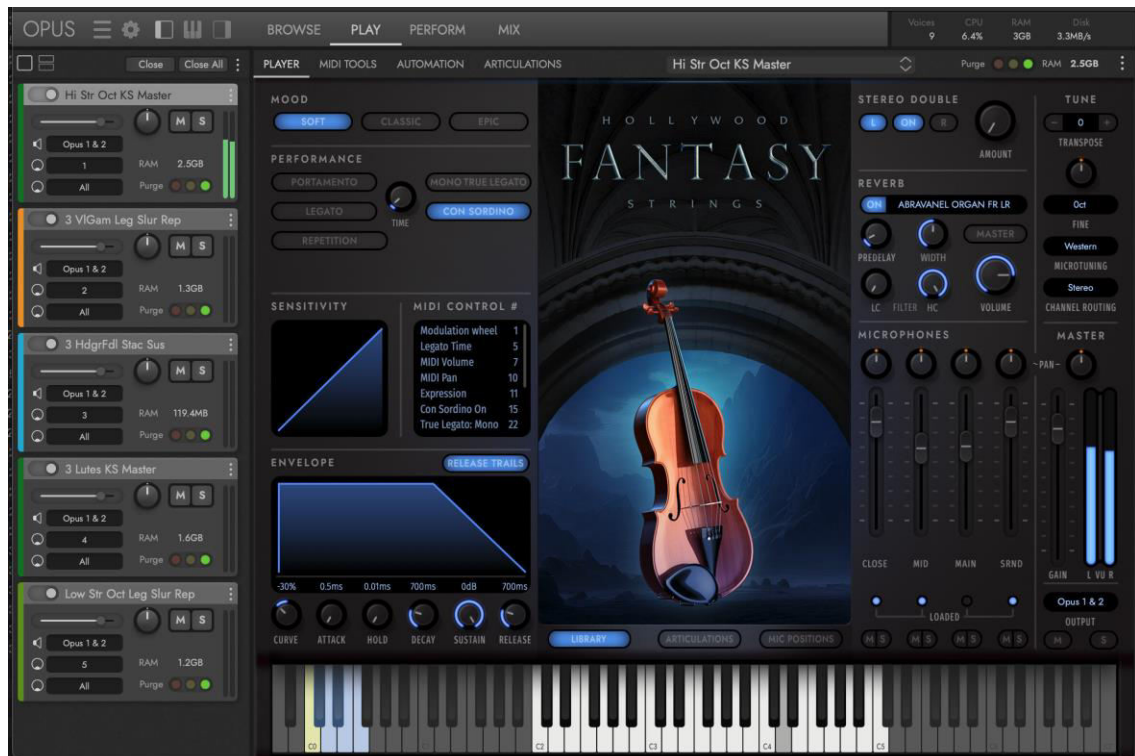 OPUS
BROWSE PLAY PERFORM MIX
Voices CPU RAM Disk
9 6.4% 3GB 3.3MB/s
Close Close All
PLAYER MIDI TOOLS AUTOMATION ARTICULATIONS
Hi Str Oct KS Master
Purge RAM 2.5GB
Hi Str Oct KS Master
M S
Opus 1 & 2
1 RAM 2.5GB
All Purge
3 VlGam Leg Slur Rep
M S
Opus 1 & 2
2 RAM 1.3GB
All Purge
3 HdgrFdl Stac Sus
M S
Opus 1 & 2
3 RAM 119.4MB
All Purge
3 Lutes KS Master
M S
Opus 1 & 2
4 RAM 1.6GB
All Purge
Low Str Oct Leg Slur Rep
M S
Opus 1 & 2
5 RAM 1.2GB
All Purge
MOOD
SOFT CLASSIC EPIC
PERFORMANCE
PORTAMENTO MONO TRUE LEGATO
LEGATO TIME CON SORDINO
REPETITION
SENSITIVITY
MIDI CONTROL #
Modulation wheel 1
Legato Time 5
MIDI Volume 7
MIDI Pan 10
Expression 11
Con Sordino On 15
True Legato: Mono 22
ENVELOPE RELEASE TRAILS
-30% 0.5ms 0.01ms 700ms 0dB 700ms
CURVE ATTACK HOLD DECAY SUSTAIN RELEASE
HOLLYWOOD
FANTASY
STRINGS
LIBRARY ARTICULATIONS MIC POSITIONS
STEREO DOUBLE
L ON R
AMOUNT
REVERB
ON ABRAVANEL ORGAN FR LR
MASTER
PREDELAY WIDTH
LC FILTER HC VOLUME
MICROPHONES
CLOSE MID MAIN SRND
LOADED
M S M S M S M S
TUNE
- 0 +
TRANSPOSE
0ct
FINE
Western
MICROTUNING
Stereo
CHANNEL ROUTING
MASTER
-PAN-
GAIN L VU R
Opus 1 & 2
OUTPUT
M S
C0 C2 C3 C4 C5